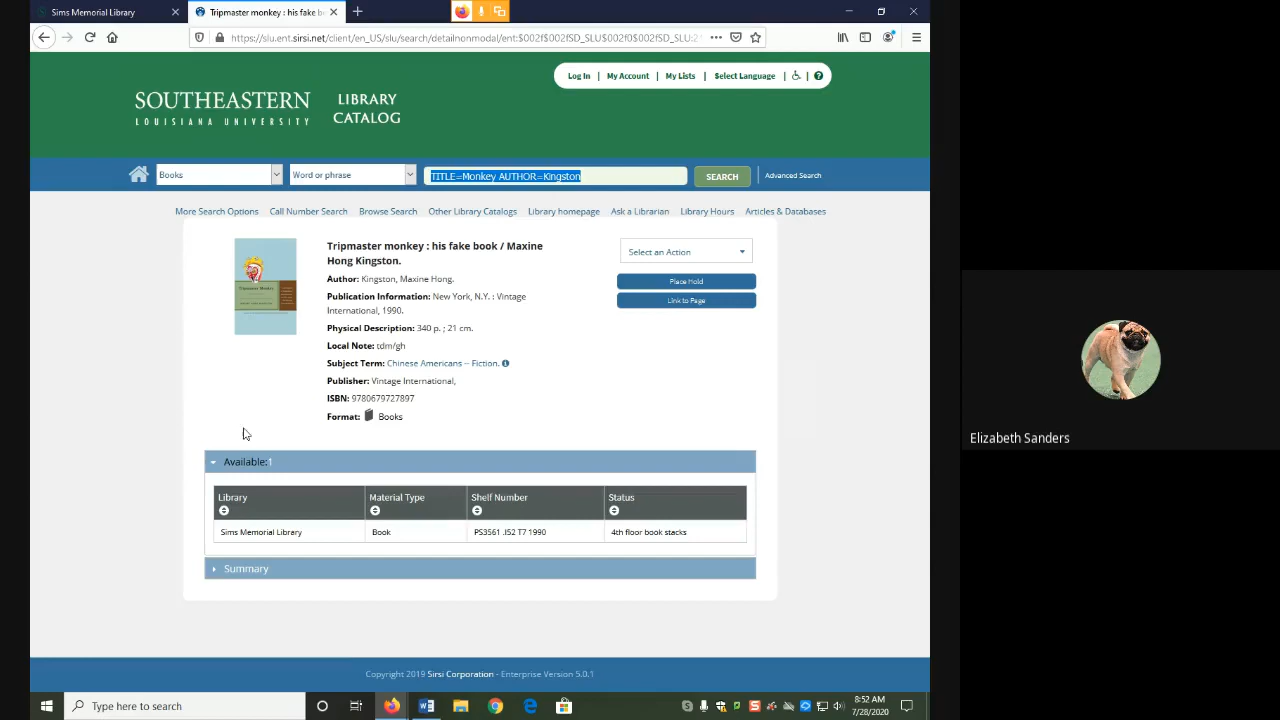 Sims Memorial Library
Tripmaster monkey : his fake b
https://slu.ent.sirsi.net/client/en_US/slu/search/detailnonmodal/ent:$002f$002fSD_SLU$002f0$002fSD_SLU:2
Log In | My Account | My Lists | Select Language
SOUTHEASTERN
LOUISIANA UNIVERSITY
LIBRARY
CATALOG
Books
Word or phrase
TITLE=Monkey AUTHOR=Kingston
SEARCH
Advanced Search
More Search Options Call Number Search Browse Search Other Library Catalogs Library homepage Ask a Librarian Library Hours Articles & Databases
Tripmaster monkey : his fake book / Maxine
Hong Kingston.
Author: Kingston, Maxine Hong.
Publication Information: New York, N.Y. : Vintage
International, 1990.
Physical Description: 340 p. ; 21 cm.
Local Note: tdm/gh
Subject Term: Chinese Americans -- Fiction.
Publisher: Vintage International,
ISBN: 9780679727897
Format: Books
Select an Action
Place Hold
Link to Page
Available:1
Library Material Type Shelf Number Status
Sims Memorial Library Book PS3561 .I52 T7 1990 4th floor book stacks
Summary
Copyright 2019 Sirsi Corporation - Enterprise Version 5.0.1
Type here to search
8:52 AM
7/28/2020
Elizabeth Sanders